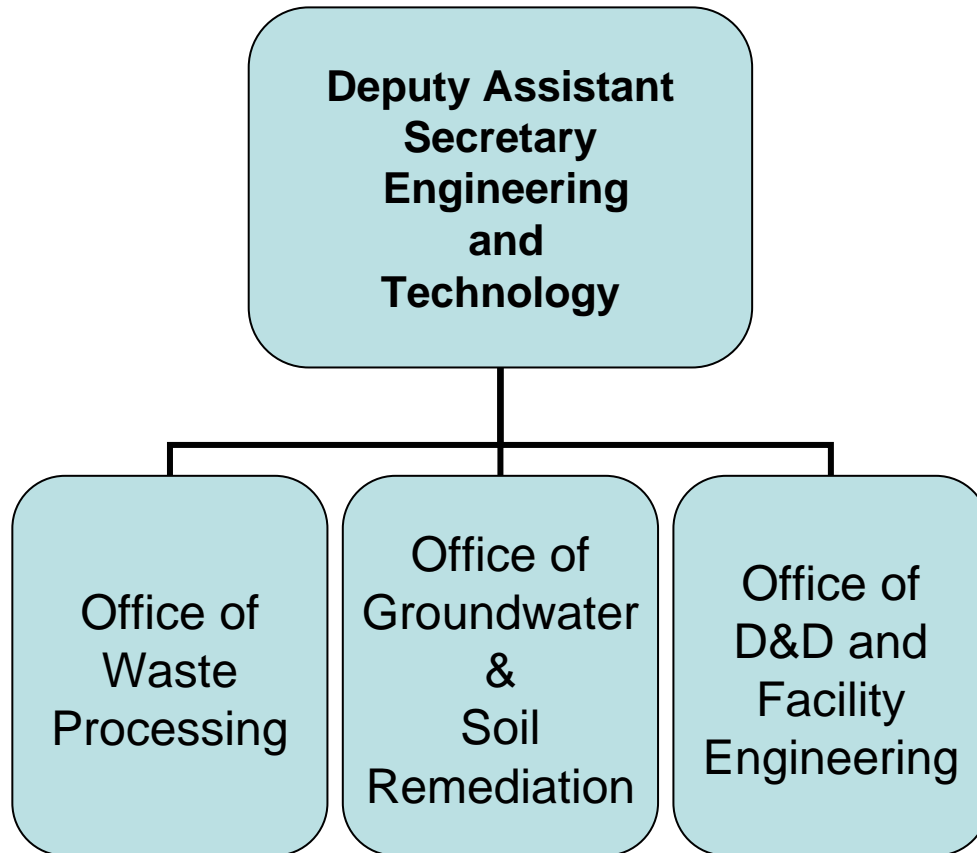 Deputy Assistant
Secretary
Engineering
and
Technology
Office of
Waste
Processing
Office of
Groundwater
&
Soil
Remediation
Office of
D&D and
Facility
Engineering